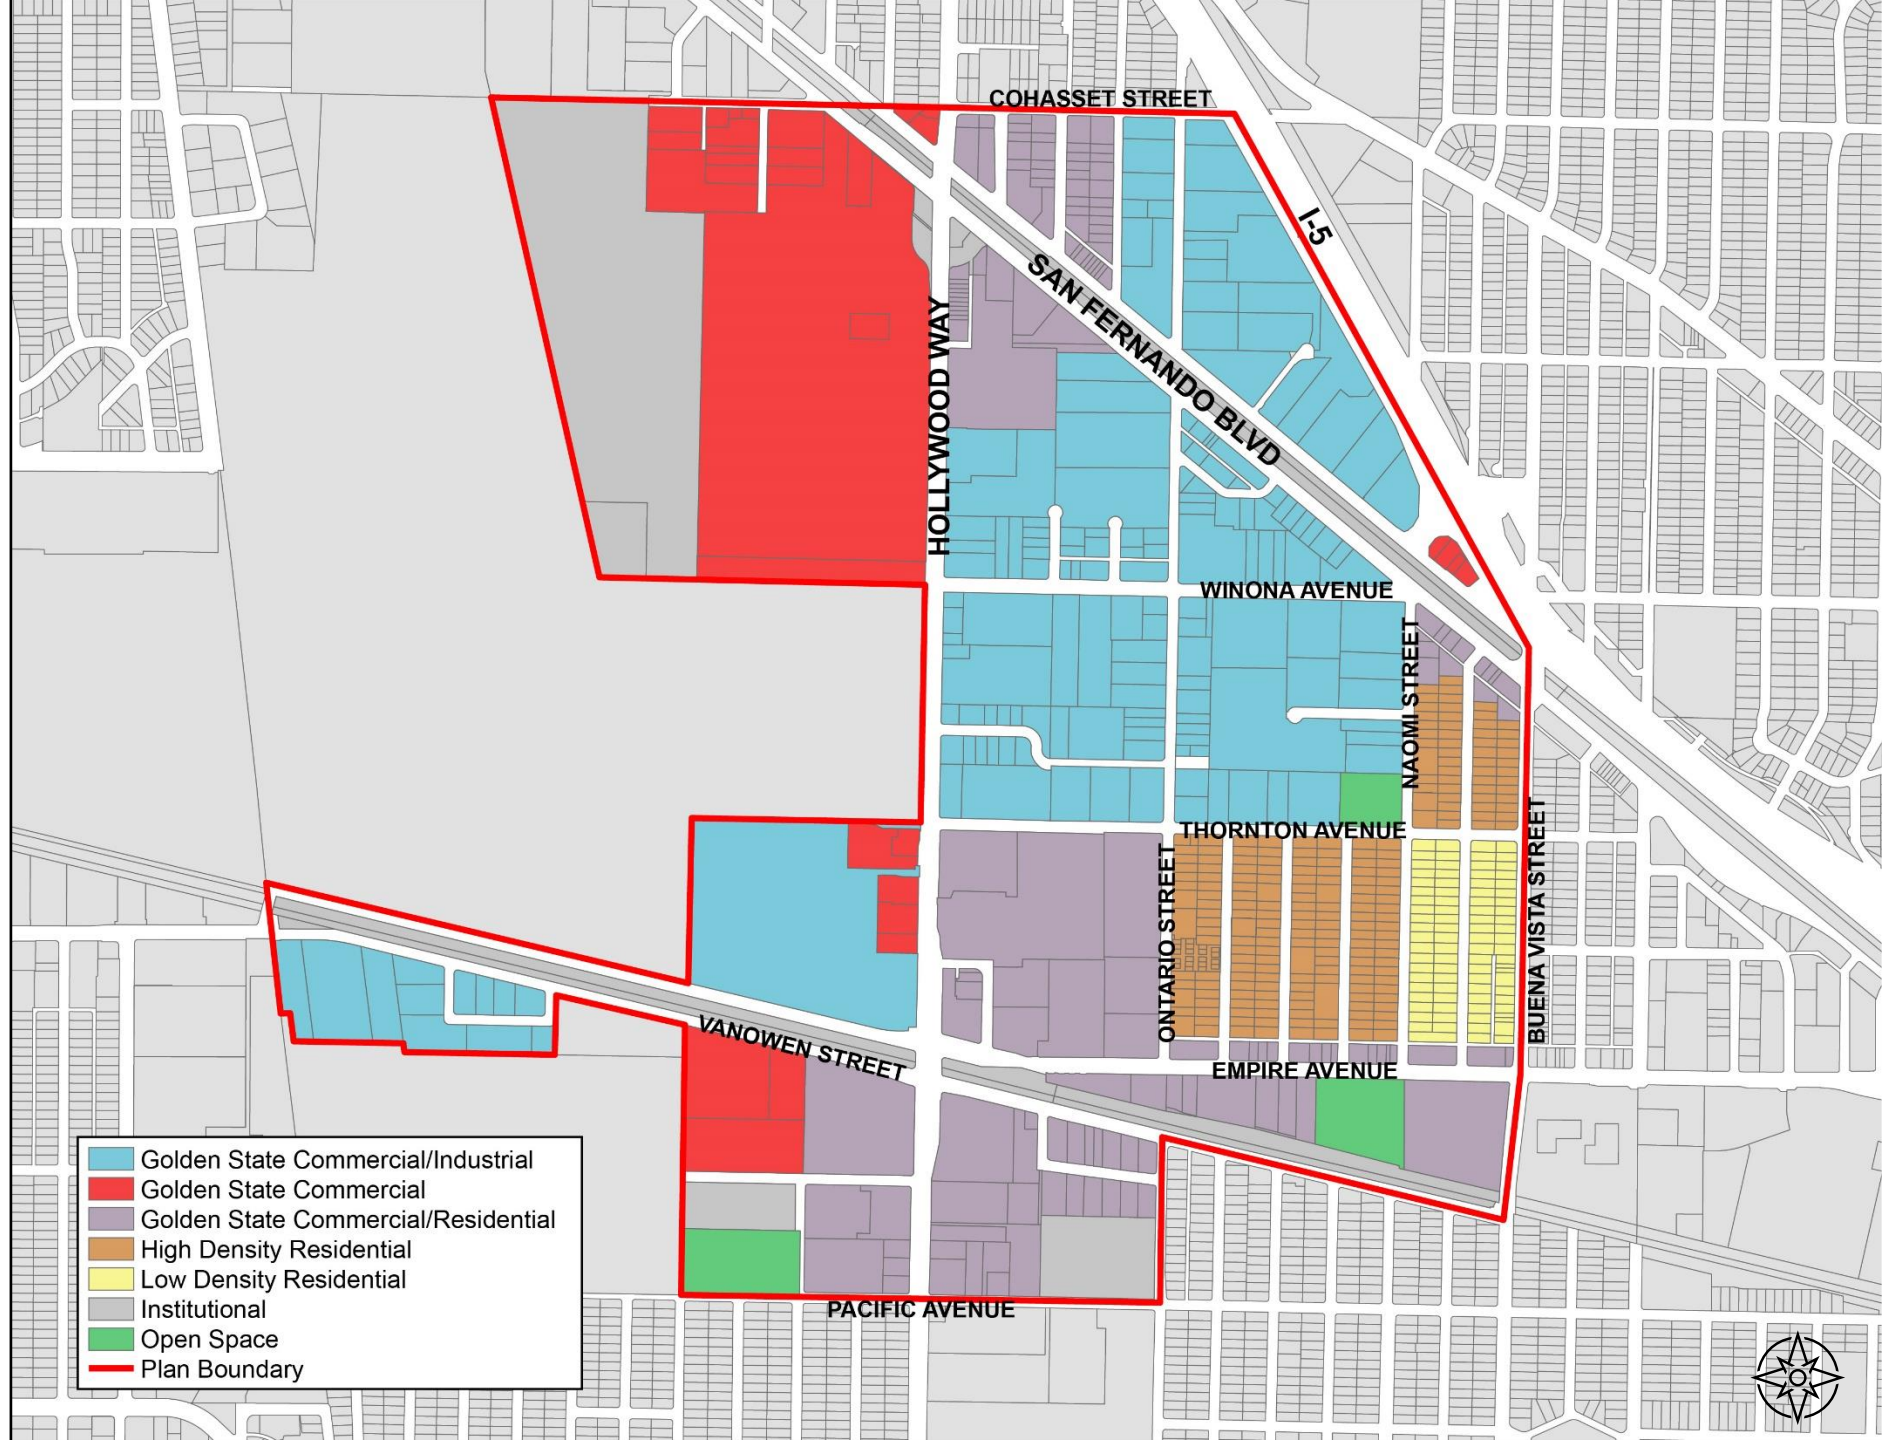 COHASSET STREET
I-5
SAN FERNANDO BLVD
HOLLYWOOD WAY
WINONA AVENUE
NAOMI STREET
THORNTON AVENUE
ONTARIO STREET
BUENA VISTA STREET
VANOWEN STREET
EMPIRE AVENUE
PACIFIC AVENUE
Golden State Commercial/Industrial
Golden State Commercial
Golden State Commercial/Residential
High Density Residential
Low Density Residential
Institutional
Open Space
Plan Boundary